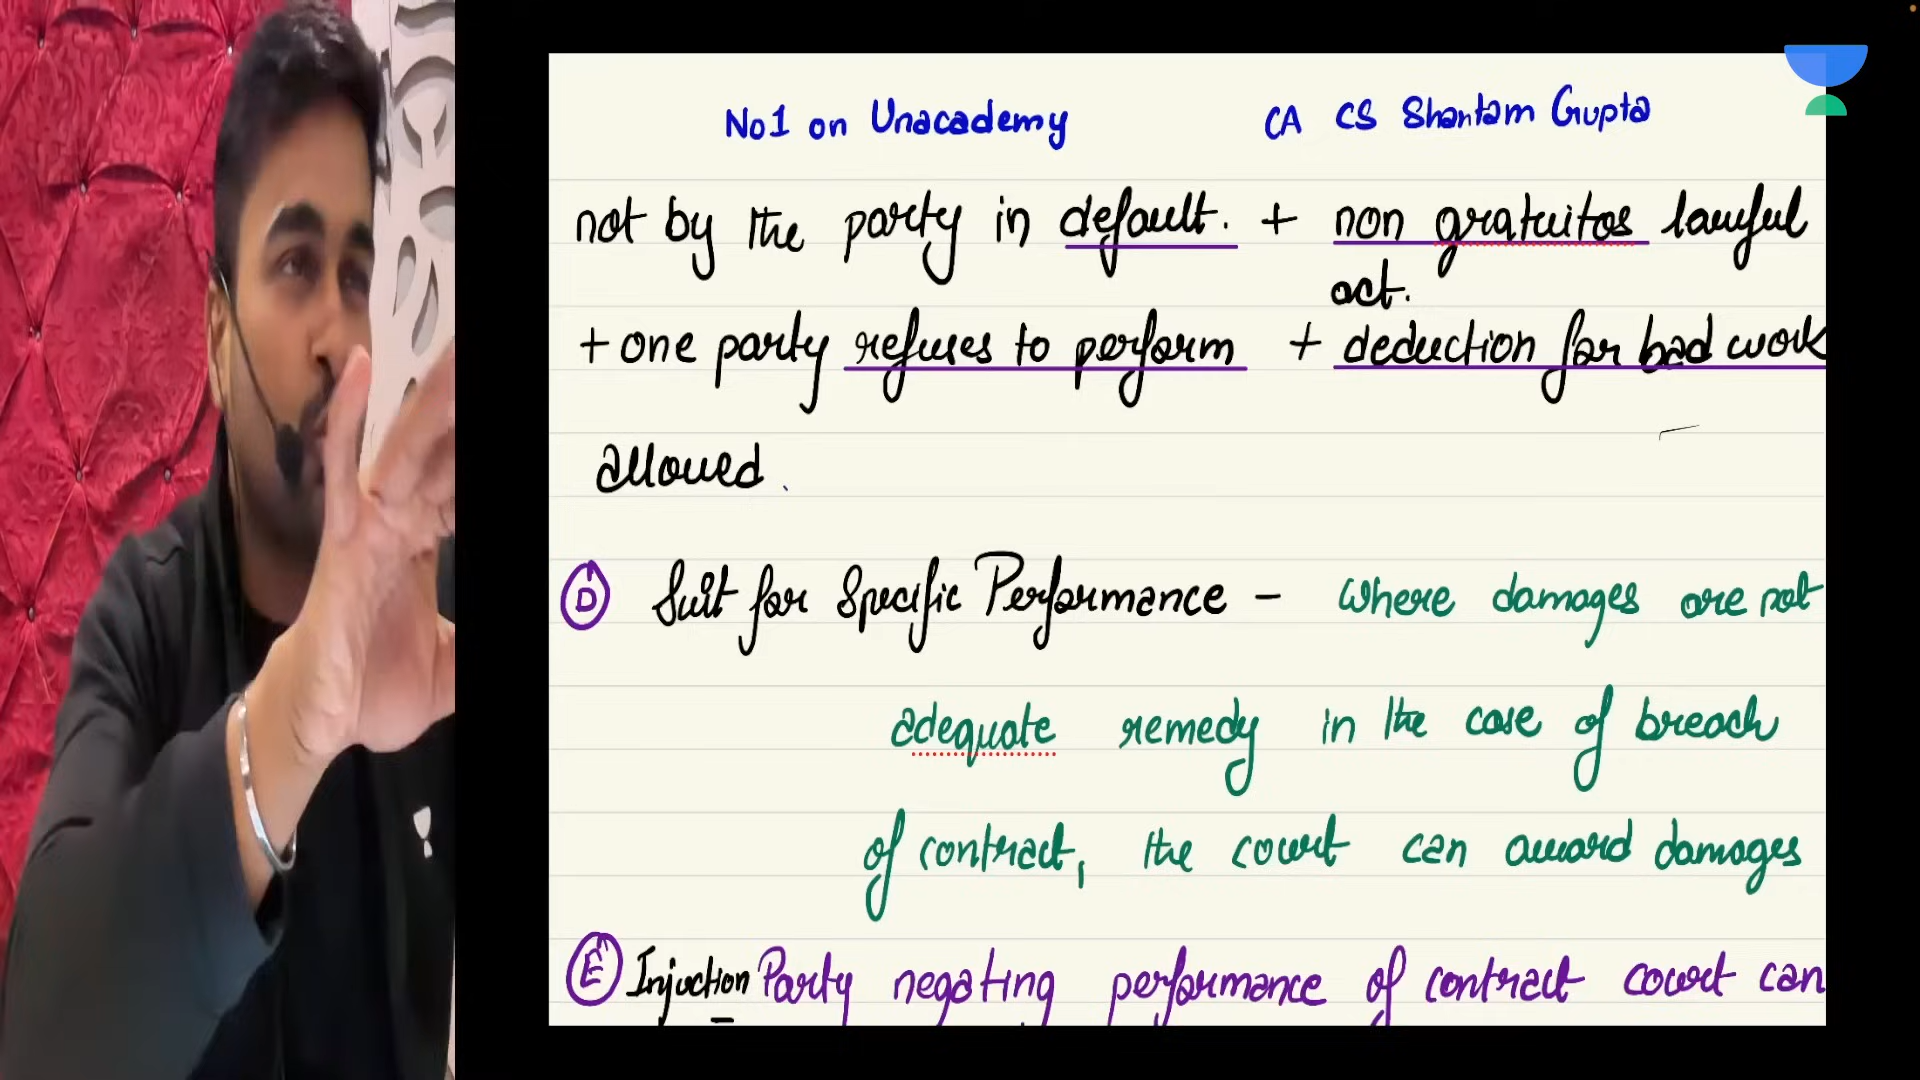 No1 on Unacademy CA CS Shantam Gupta
not by the party in default. + non gratuitos lawful
act.
+ one party refuses to perform + deduction for bad work
allowed.
D Suit for Specific Performance - Where damages are not
adequate remedy in the case of breach
of contract, the court can award damages
E Injuction Party negating performance of contract court can